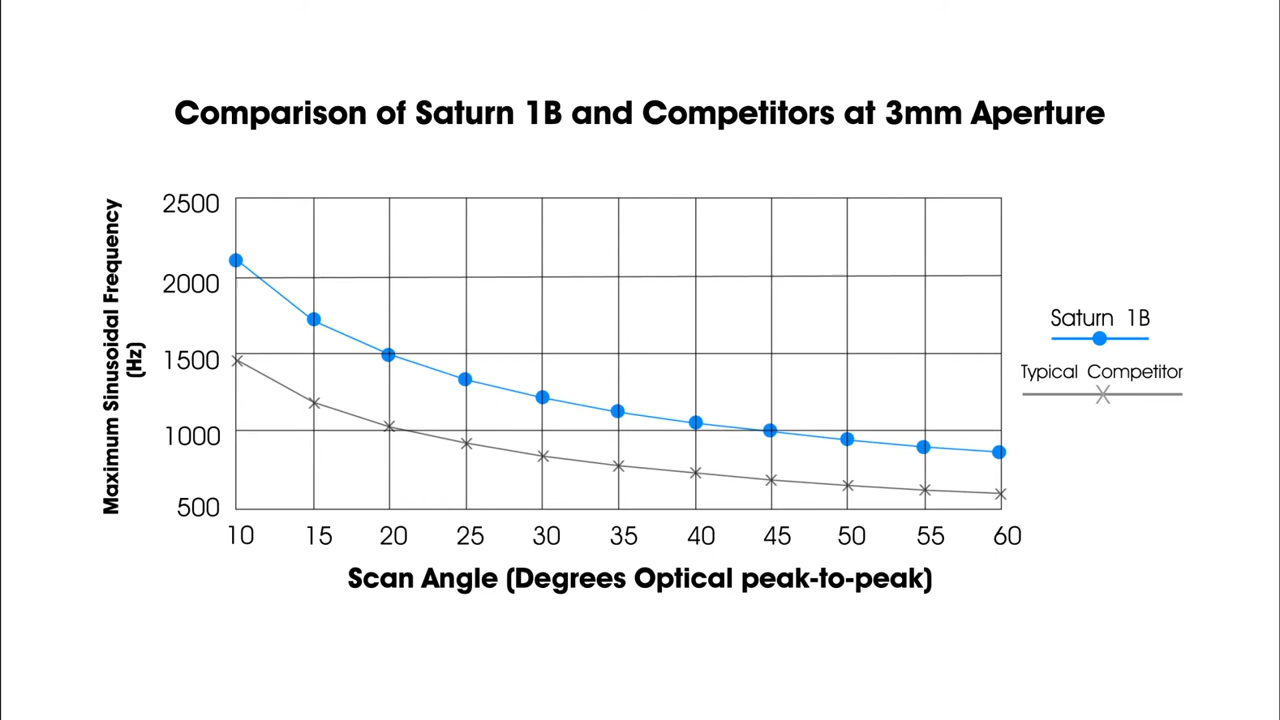 Comparison of Saturn 1B and Competitors at 3mm Aperture
Maximum Sinusoidal Frequency
(Hz)
2500
2000
1500
1000
500
10 15 20 25 30 35 40 45 50 55 60
Scan Angle (Degrees Optical peak-to-peak)
Saturn 1B
Typical Competitor